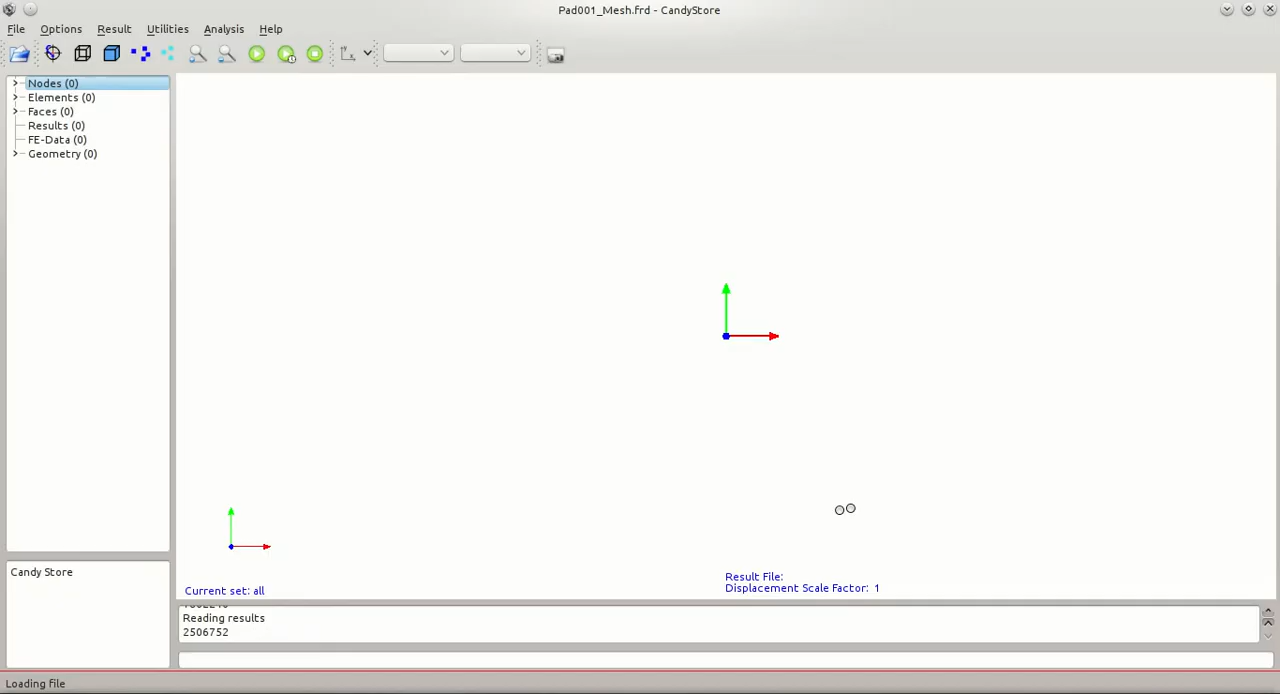 Pad001_Mesh.frd - CandyStore
File Options Result Utilities Analysis Help
Nodes (0)
Elements (0)
Faces (0)
Results (0)
FE-Data (0)
Geometry (0)
Candy Store
Current set: all
Result File:
Displacement Scale Factor: 1
Reading results
2506752
Loading file